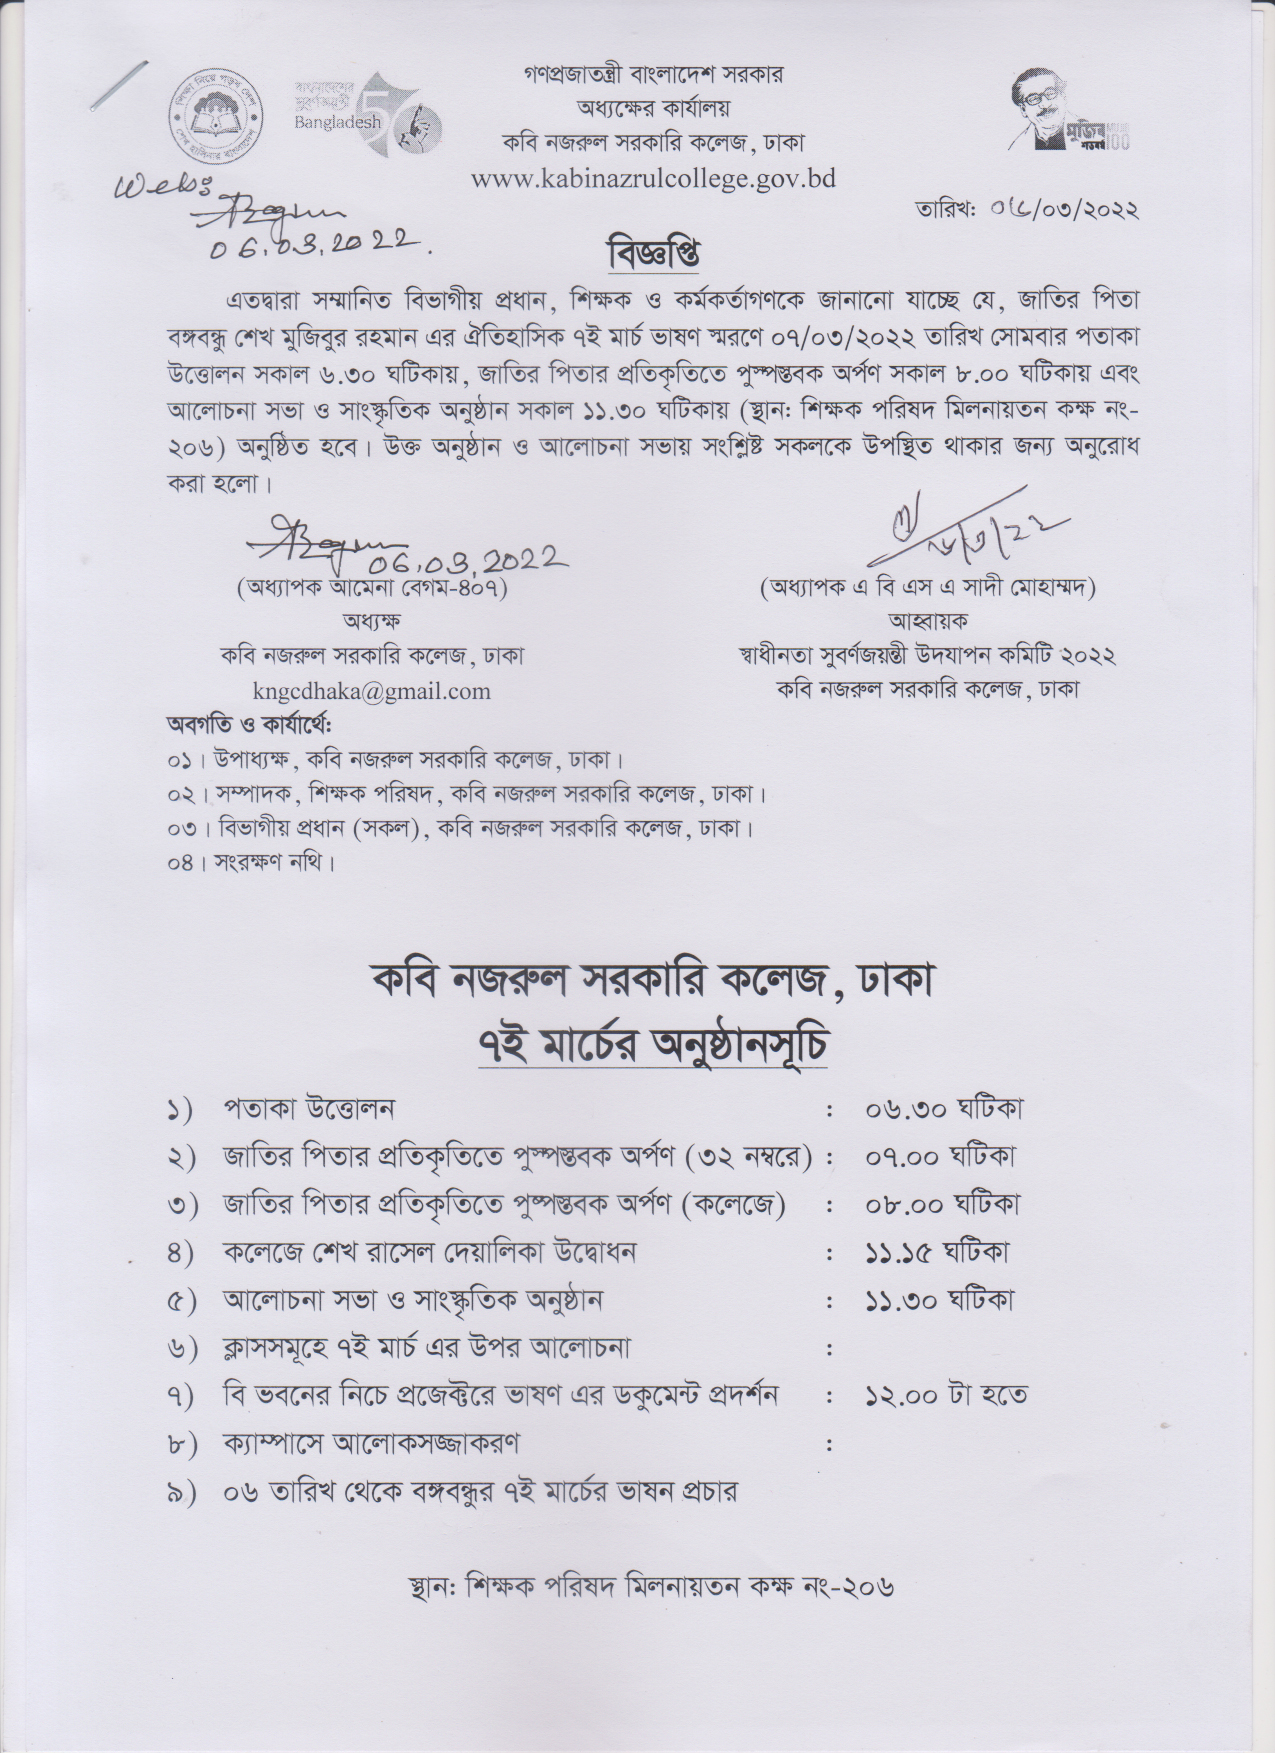 শিক্ষা নিয়ে গড়ব দেশ
শেখ হাসিনার বাংলাদেশ
বাংলাদেশের
সুবর্ণজয়ন্তী
Bangladesh
50
গণপ্রজাতন্ত্রী বাংলাদেশ সরকার
অধ্যক্ষের কার্যালয়
কবি নজরুল সরকারি কলেজ, ঢাকা
www.kabinazrulcollege.gov.bd
মুজিব
শতবর্ষ 100
Web:
06.03.2022.
তারিখ: ০৬/০৩/২০২২
বিজ্ঞপ্তি
এতদ্বারা সম্মানিত বিভাগীয় প্রধান, শিক্ষক ও কর্মকর্তাগণকে জানানো যাচ্ছে যে, জাতির পিতা
বঙ্গবন্ধু শেখ মুজিবুর রহমান এর ঐতিহাসিক ৭ই মার্চ ভাষণ স্মরণে ০৭/০৩/২০২২ তারিখ সোমবার পতাকা
উত্তোলন সকাল ৬.৩০ ঘটিকায়, জাতির পিতার প্রতিকৃতিতে পুস্পস্তবক অর্পণ সকাল ৮.০০ ঘটিকায় এবং
আলোচনা সভা ও সাংস্কৃতিক অনুষ্ঠান সকাল ১১.৩০ ঘটিকায় (স্থান: শিক্ষক পরিষদ মিলনায়তন কক্ষ নং-
২০৬) অনুষ্ঠিত হবে। উক্ত অনুষ্ঠান ও আলোচনা সভায় সংশ্লিষ্ট সকলকে উপস্থিত থাকার জন্য অনুরোধ
করা হলো।
06.03.2022
৬/৩/২২
(অধ্যাপক আমেনা বেগম-৪০৭)
(অধ্যাপক এ বি এস এ সাদী মোহাম্মদ)
অধ্যক্ষ
আহ্বায়ক
কবি নজরুল সরকারি কলেজ, ঢাকা
স্বাধীনতা সুবর্ণজয়ন্তী উদযাপন কমিটি ২০২২
kngcdhaka@gmail.com
কবি নজরুল সরকারি কলেজ, ঢাকা
অবগতি ও কার্যার্থে:
০১। উপাধ্যক্ষ, কবি নজরুল সরকারি কলেজ, ঢাকা।
০২। সম্পাদক, শিক্ষক পরিষদ, কবি নজরুল সরকারি কলেজ, ঢাকা।
০৩। বিভাগীয় প্রধান (সকল), কবি নজরুল সরকারি কলেজ, ঢাকা।
০৪। সংরক্ষণ নথি।
কবি নজরুল সরকারি কলেজ, ঢাকা
৭ই মার্চের অনুষ্ঠানসূচি
১) পতাকা উত্তোলন : ০৬.৩০ ঘটিকা
২) জাতির পিতার প্রতিকৃতিতে পুস্পস্তবক অর্পণ (৩২ নম্বরে) : ০৭.০০ ঘটিকা
৩) জাতির পিতার প্রতিকৃতিতে পুষ্পস্তবক অর্পণ (কলেজে) : ০৮.০০ ঘটিকা
৪) কলেজে শেখ রাসেল দেয়ালিকা উদ্বোধন : ১১.১৫ ঘটিকা
৫) আলোচনা সভা ও সাংস্কৃতিক অনুষ্ঠান : ১১.৩০ ঘটিকা
৬) ক্লাসসমূহে ৭ই মার্চ এর উপর আলোচনা :
৭) বি ভবনের নিচে প্রজেক্টরে ভাষণ এর ডকুমেন্ট প্রদর্শন : ১২.০০ টা হতে
৮) ক্যাম্পাসে আলোকসজ্জাকরণ :
৯) ০৬ তারিখ থেকে বঙ্গবন্ধুর ৭ই মার্চের ভাষন প্রচার
স্থান: শিক্ষক পরিষদ মিলনায়তন কক্ষ নং-২০৬